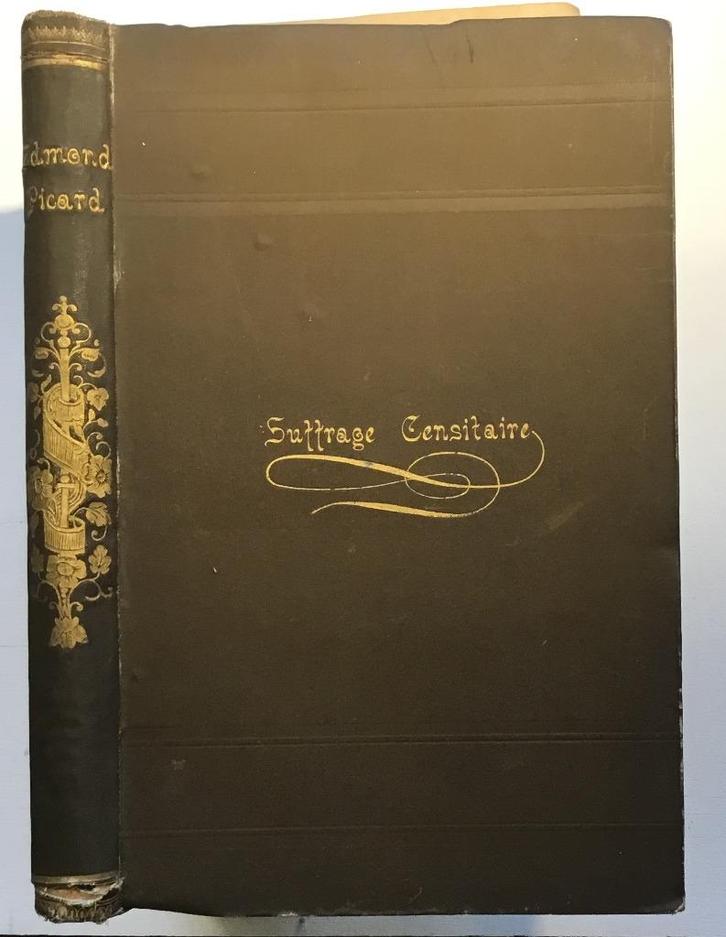 Edmond
Picard
Suffrage Censitaire